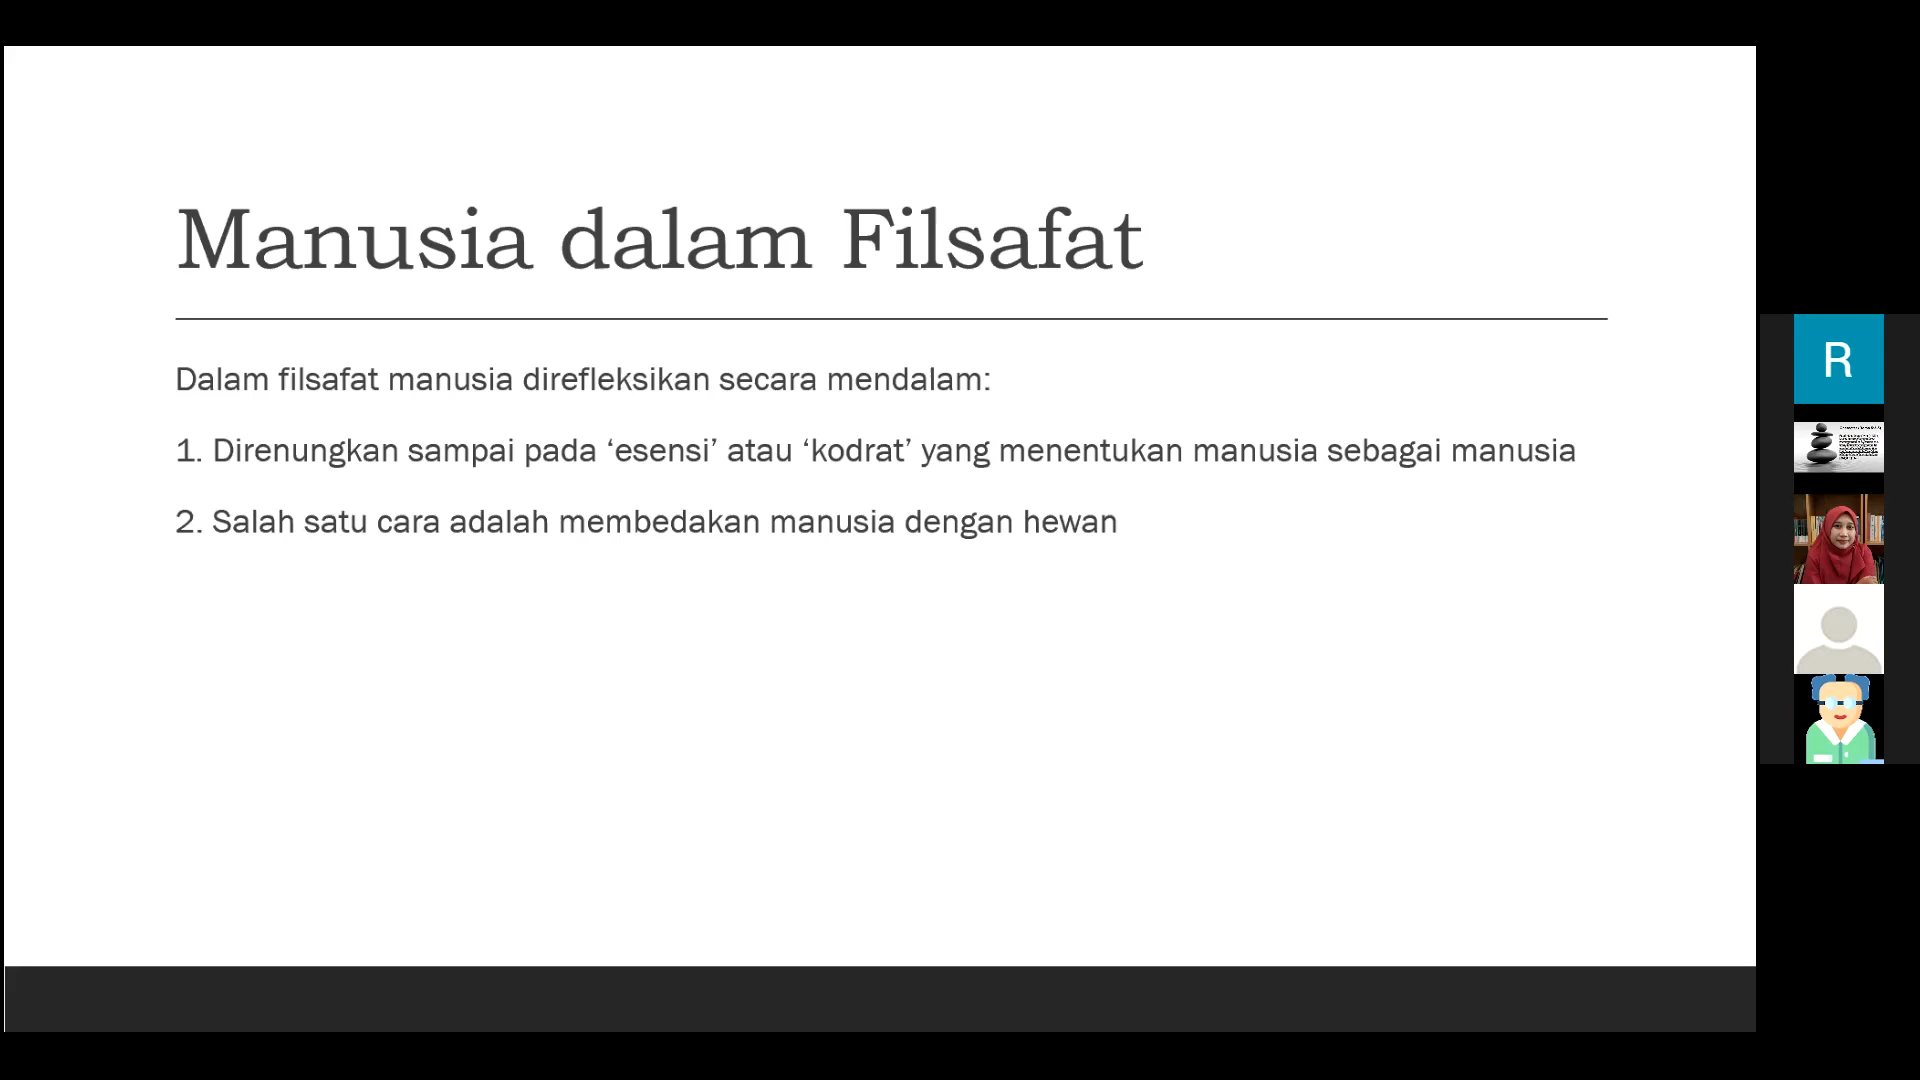 Manusia dalam Filsafat
Dalam filsafat manusia direfleksikan secara mendalam:
1. Direnungkan sampai pada ‘esensi’ atau ‘kodrat’ yang menentukan manusia sebagai manusia
2. Salah satu cara adalah membedakan manusia dengan hewan
R